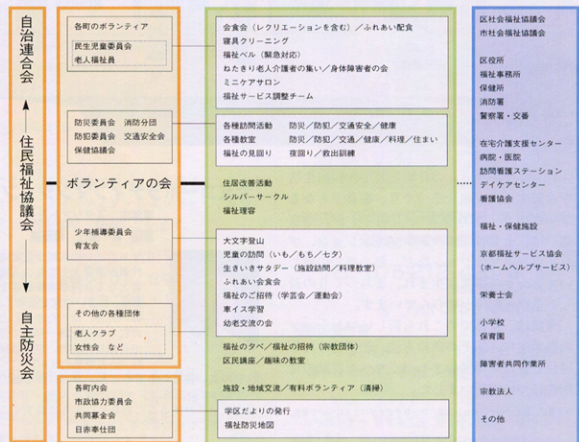 自治連合会
住民福祉協議会
自主防災会
各町のボランティア
民生児童委員会
老人福祉員
防災委員会　消防分団
防犯委員会　交通安全会
保健協議会
ボランティアの会
少年補導委員会
育友会
その他の各種団体
老人クラブ
女性会　など
各町内会
市政協力委員会
共同募金会
日赤奉仕団
会食会（レクリエーションを含む）／ふれあい配食
寝具クリーニング
福祉ベル（緊急対応）
ねたきり老人介護者の集い／身体障害者の会
ミニケアサロン
福祉サービス調整チーム
各種訪問活動　防災／防犯／交通安全／健康
各種教室　防災／防犯／交通／健康／料理／住まい
福祉の見回り　夜回り／救出訓練
住居改善活動
シルバーサークル
福祉理容
大文字登山
児童の訪問（いも／もち／七夕）
生きいきサタデー（施設訪問／料理教室）
ふれあい会食会
福祉のご招待（学芸会／運動会）
車イス学習
幼老交流の会
福祉の夕べ／福祉の招待（宗教団体）
区民講座／趣味の教室
施設・地域交流／有料ボランティア（清掃）
学区だよりの発行
福祉防災地図
区社会福祉協議会
市社会福祉協議会
区役所
福祉事務所
保健所
消防署
警察署・交番
在宅介護支援センター
病院・医院
訪問看護ステーション
デイケアセンター
看護協会
福祉・保健施設
京都福祉サービス協会
（ホームヘルプサービス）
栄養士会
小学校
保育園
障害者共同作業所
宗教法人
その他